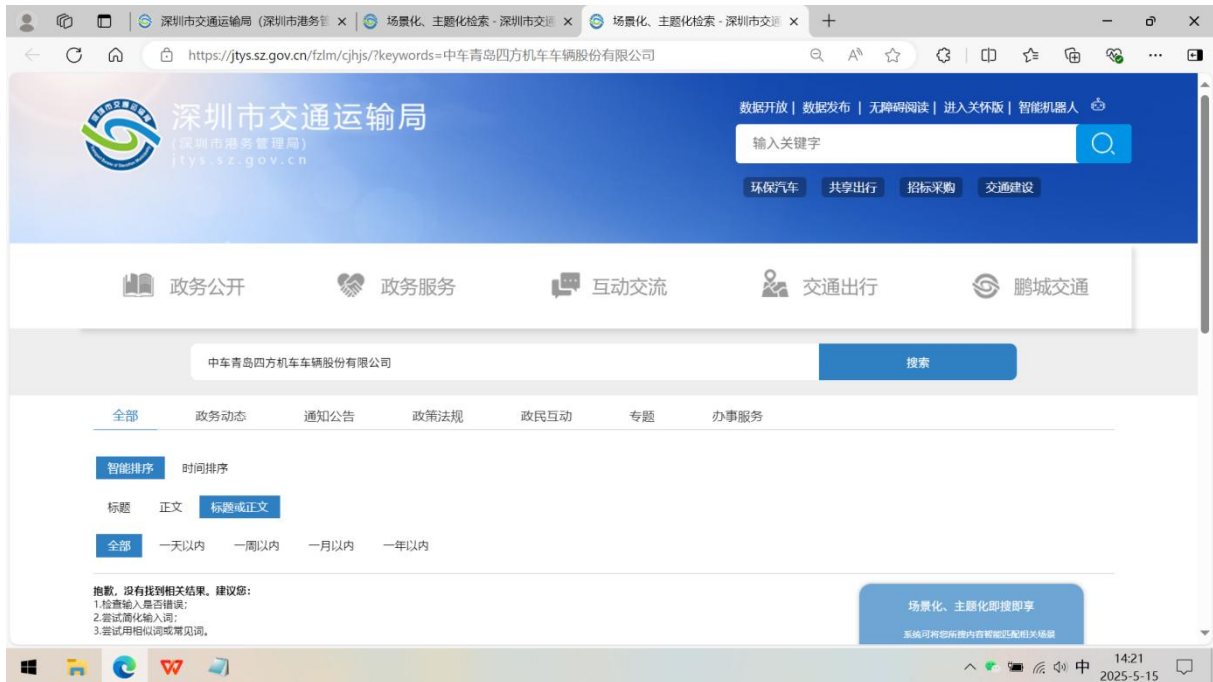 深圳市交通运输局（深圳市港务管
场景化、主题化检索 - 深圳市交通
场景化、主题化检索 - 深圳市交通
https://jtys.sz.gov.cn/fzlm/cjhjs/?keywords=中车青岛四方机车车辆股份有限公司
数据开放 | 数据发布 | 无障碍阅读 | 进入关怀版 | 智能机器人
深圳市交通运输局
(深圳市港务管理局)
jtys.sz.gov.cn
输入关键字
环保汽车 共享出行 招标采购 交通建设
政务公开 政务服务 互动交流 交通出行 鹏城交通
中车青岛四方机车车辆股份有限公司 搜索
全部 政务动态 通知公告 政策法规 政民互动 专题 办事服务
智能排序 时间排序
标题 正文 标题或正文
全部 一天以内 一周以内 一月以内 一年以内
抱歉，没有找到相关结果。建议您：
1.检查输入是否错误;
2.尝试简化输入词;
3.尝试用相似词或常见词。
场景化、主题化即搜即享
系统可将您所搜内容智能匹配相关场景
中 14:21
2025-5-15